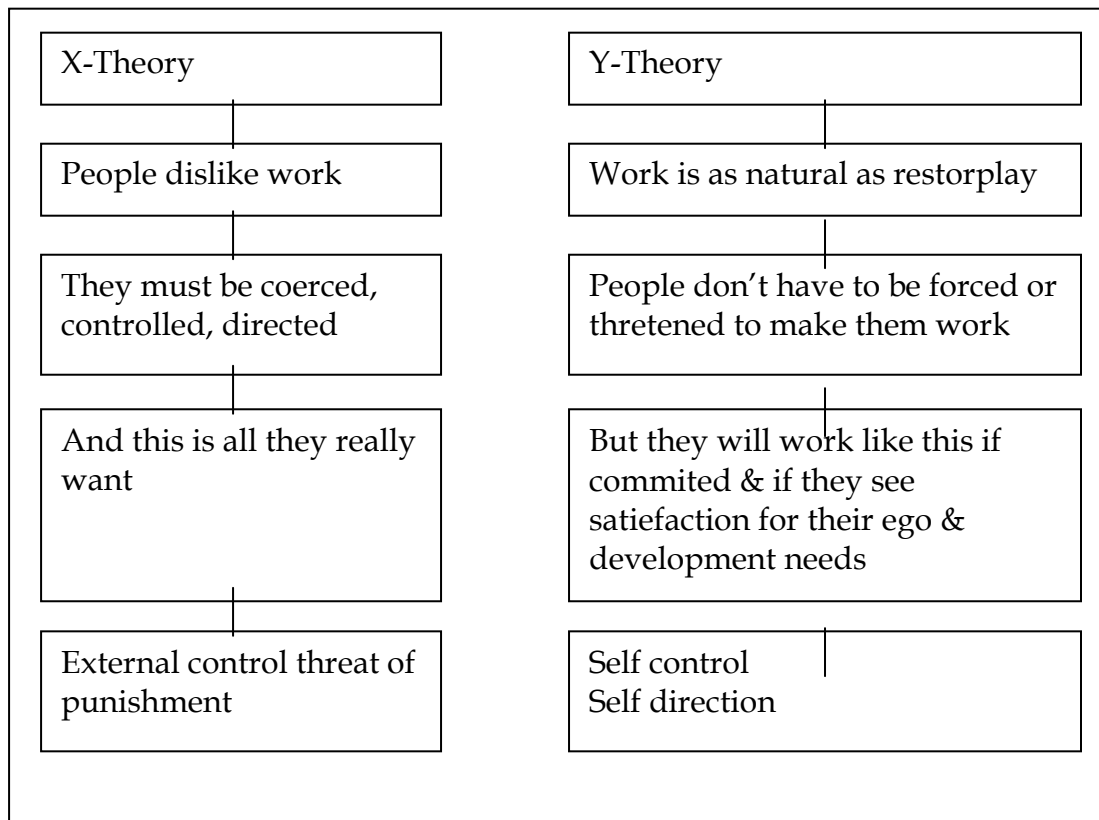 X-Theory
People dislike work
They must be coerced,
controlled, directed
And this is all they really
want
External control threat of
punishment
Y-Theory
Work is as natural as restorplay
People don’t have to be forced or
thretened to make them work
But they will work like this if
commited & if they see
satiefaction for their ego &
development needs
Self control
Self direction